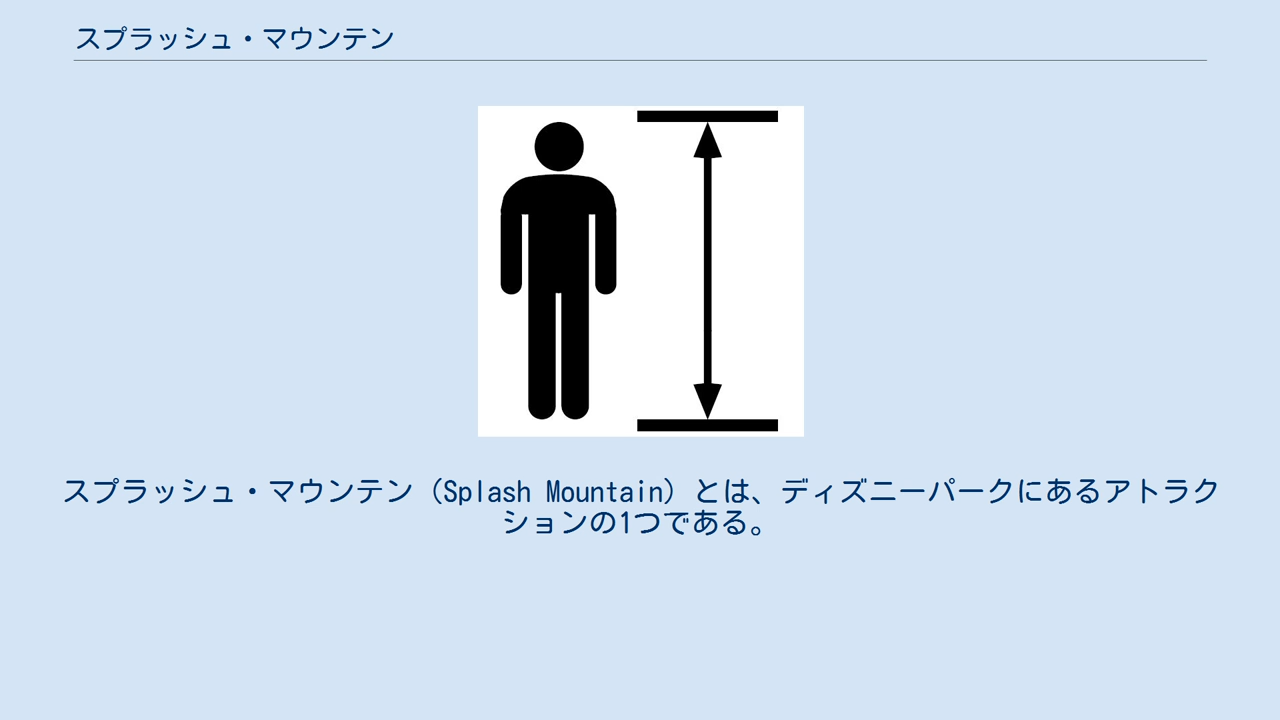 スプラッシュ・マウンテン
スプラッシュ・マウンテン（Splash Mountain）とは、ディズニーパークにあるアトラク
ションの1つである。